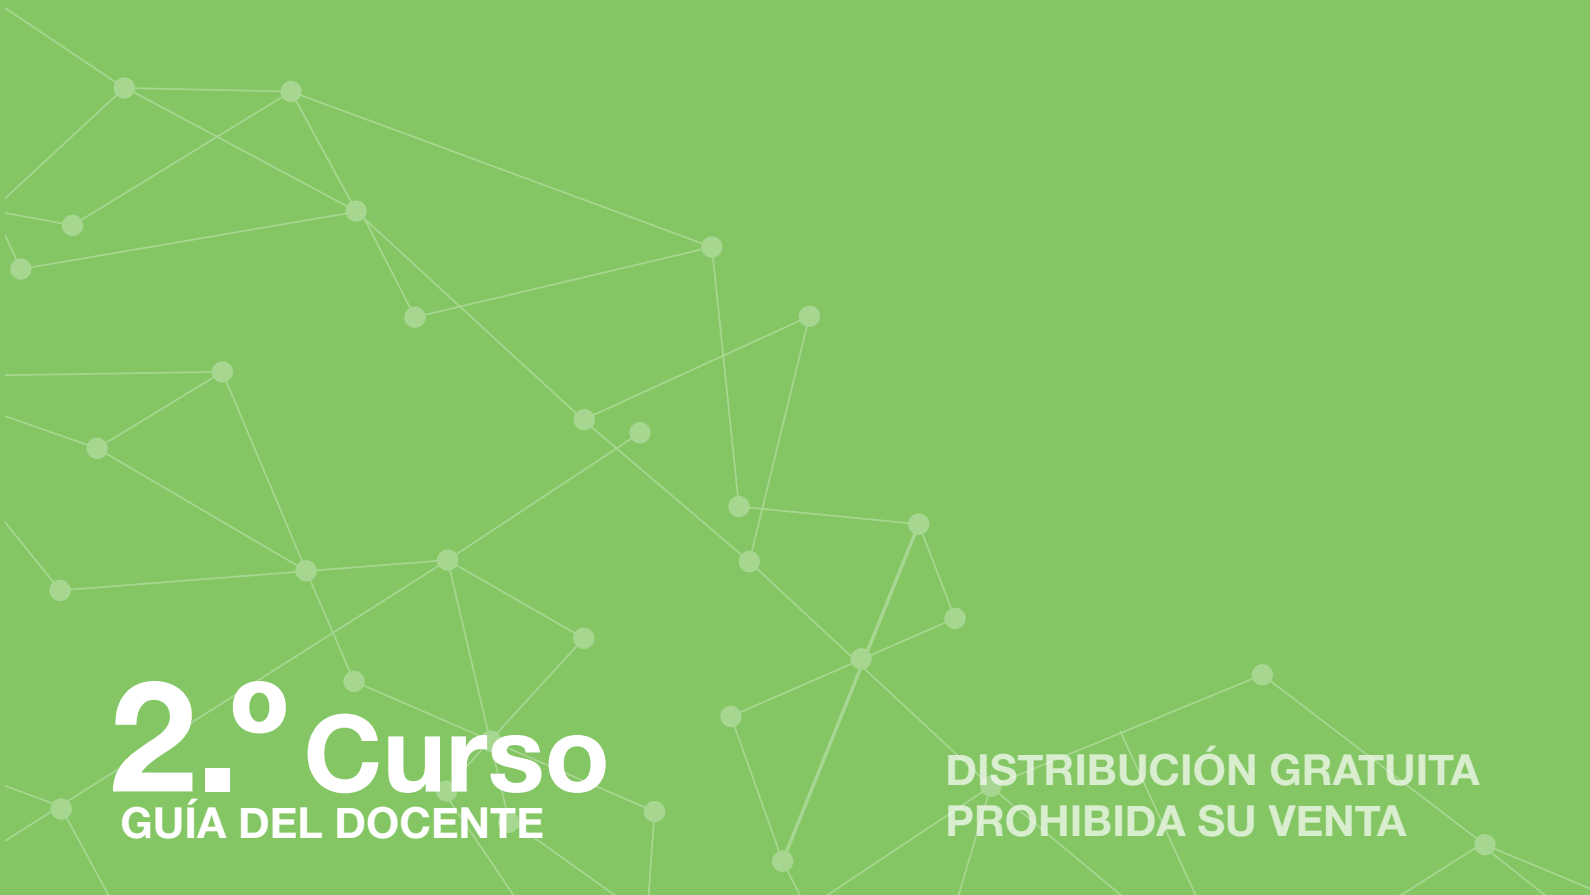 2.º Curso
GUÍA DEL DOCENTE
DISTRIBUCIÓN GRATUITA
PROHIBIDA SU VENTA